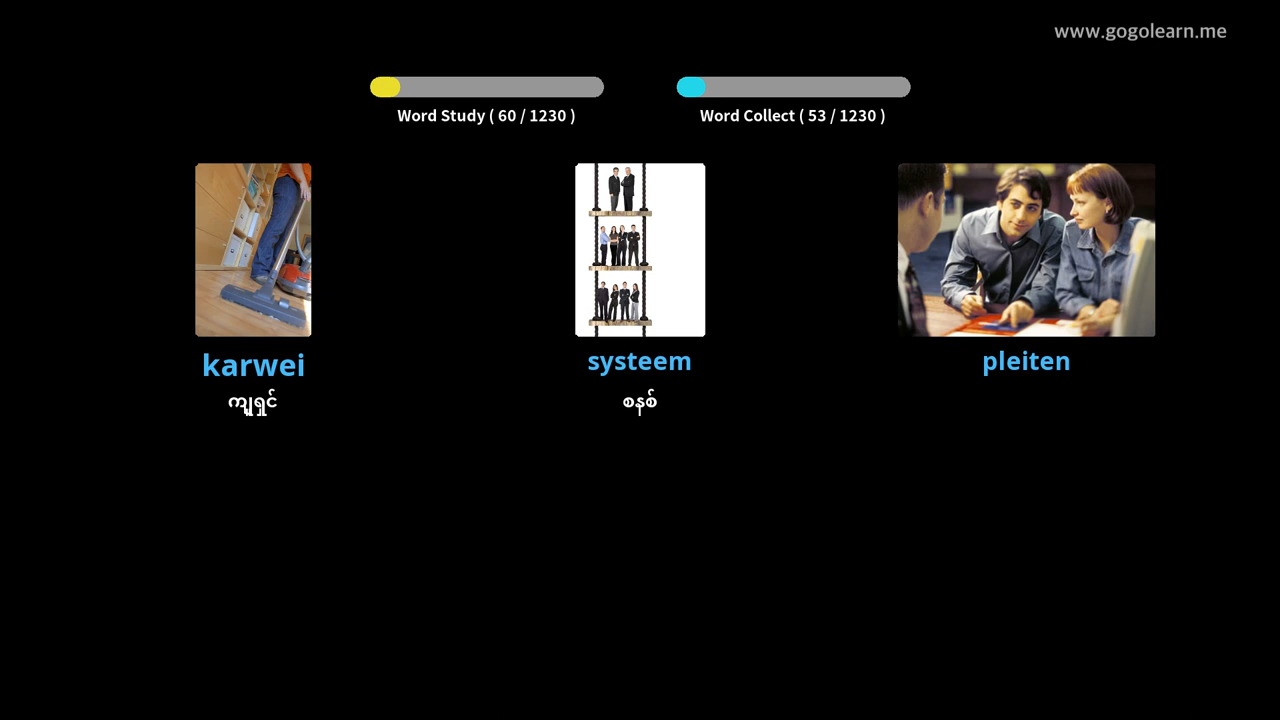 www.gogolearn.me
Word Study ( 60 / 1230 )
Word Collect ( 53 / 1230 )
karwei
systeem
pleiten
ကျူရှင်
စနစ်